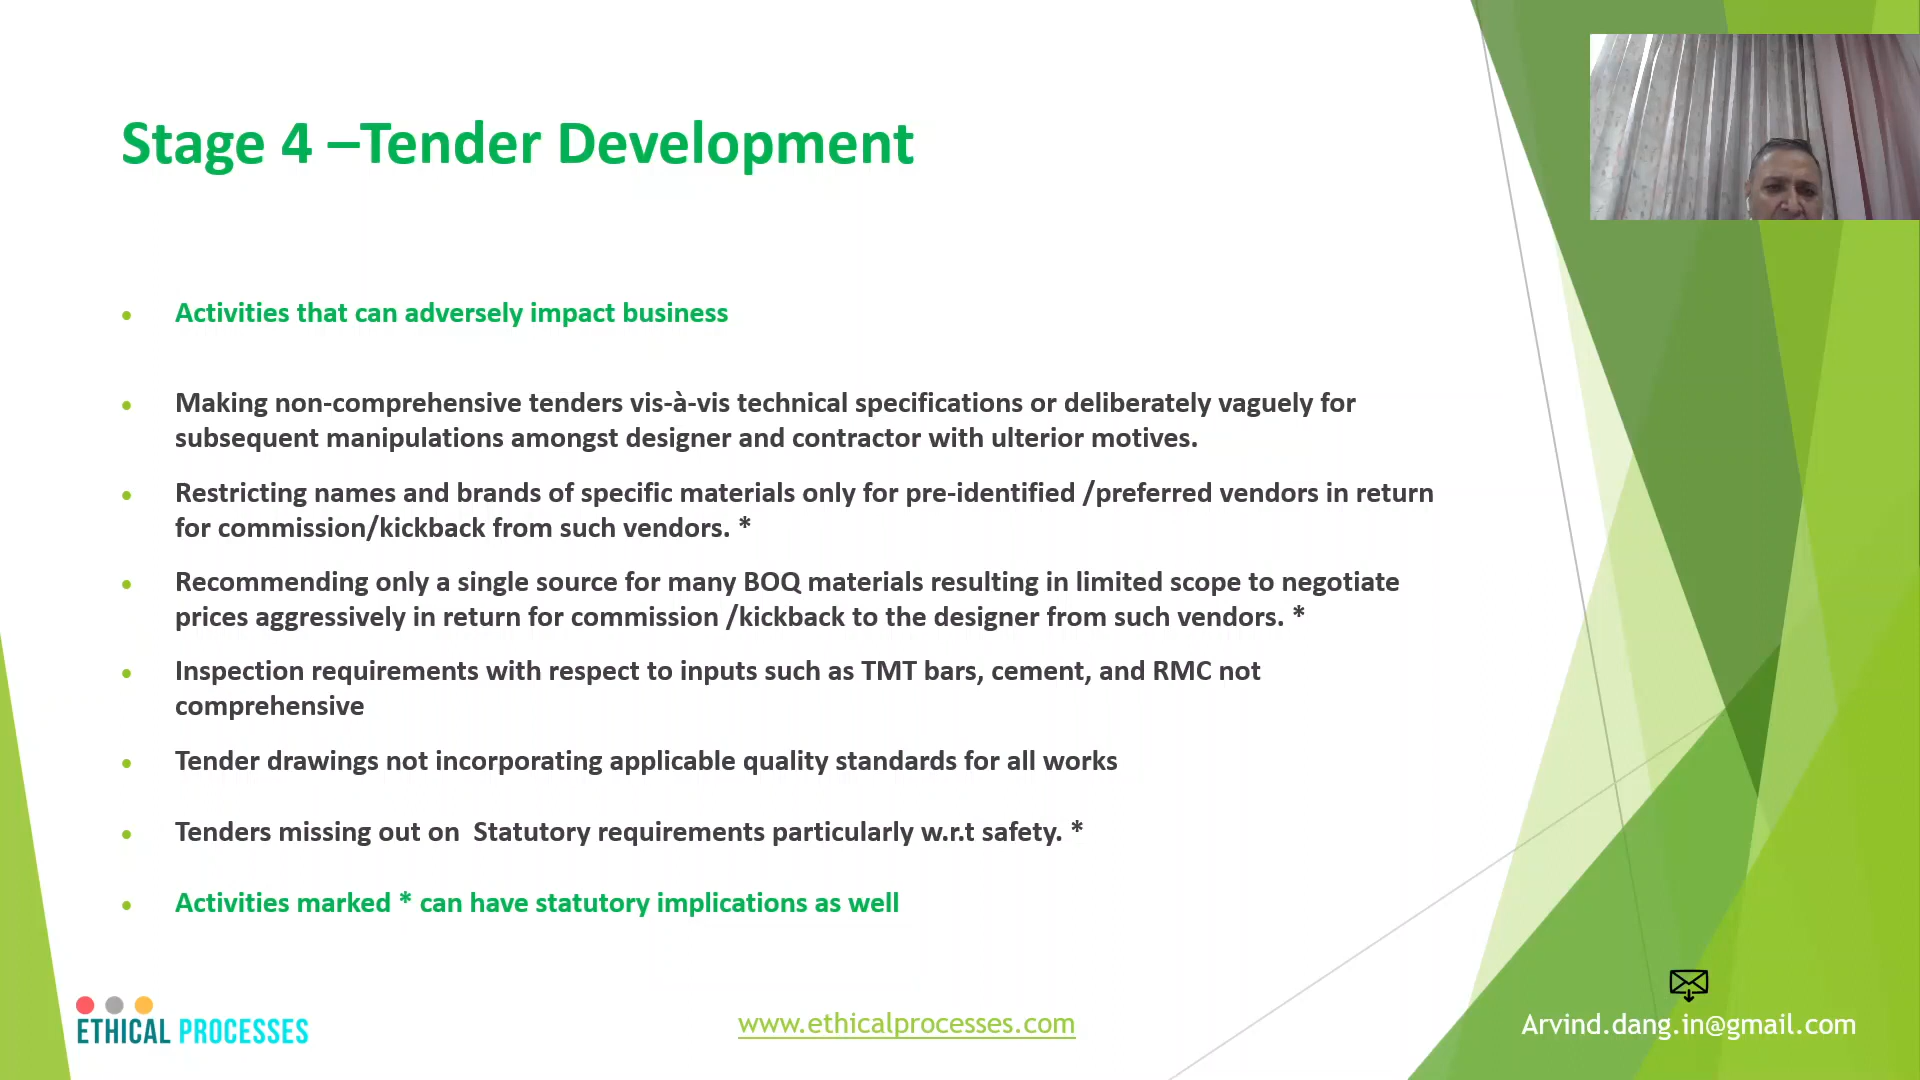 Stage 4 –Tender Development
Activities that can adversely impact business
Making non-comprehensive tenders vis-à-vis technical specifications or deliberately vaguely for
subsequent manipulations amongst designer and contractor with ulterior motives.
Restricting names and brands of specific materials only for pre-identified /preferred vendors in return
for commission/kickback from such vendors. *
Recommending only a single source for many BOQ materials resulting in limited scope to negotiate
prices aggressively in return for commission /kickback to the designer from such vendors. *
Inspection requirements with respect to inputs such as TMT bars, cement, and RMC not
comprehensive
Tender drawings not incorporating applicable quality standards for all works
Tenders missing out on  Statutory requirements particularly w.r.t safety. *
Activities marked * can have statutory implications as well
ETHICAL PROCESSES
www.ethicalprocesses.com
Arvind.dang.in@gmail.com